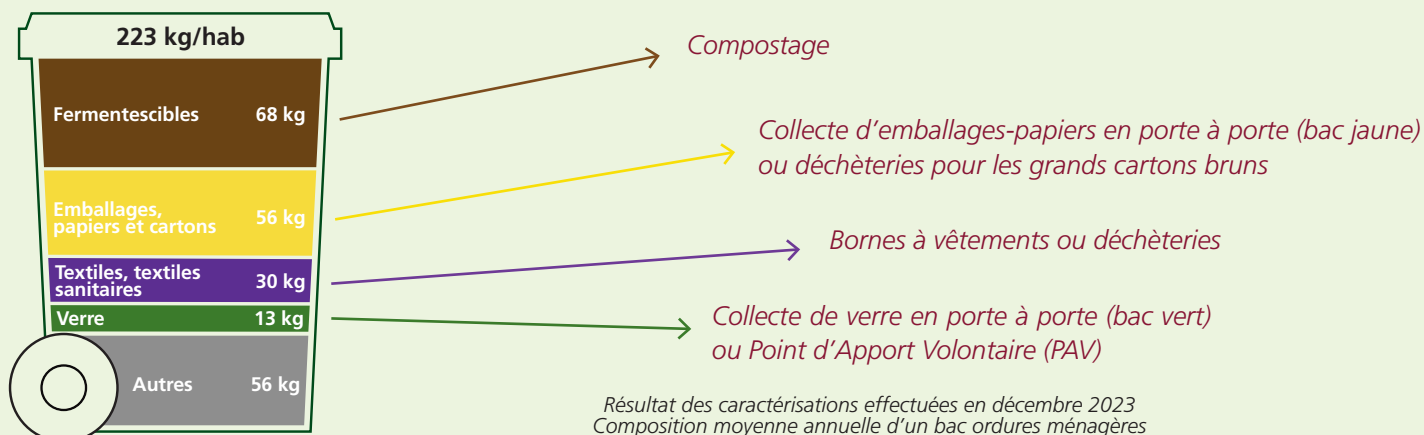 223 kg/hab
Fermentescibles 68 kg
Emballages,
papiers et cartons 56 kg
Textiles, textiles
sanitaires 30 kg
Verre 13 kg
Autres 56 kg
Compostage
Collecte d'emballages-papiers en porte à porte (bac jaune)
ou déchèteries pour les grands cartons bruns
Bornes à vêtements ou déchèteries
Collecte de verre en porte à porte (bac vert)
ou Point d'Apport Volontaire (PAV)
Résultat des caractérisations effectuées en décembre 2023
Composition moyenne annuelle d'un bac ordures ménagères